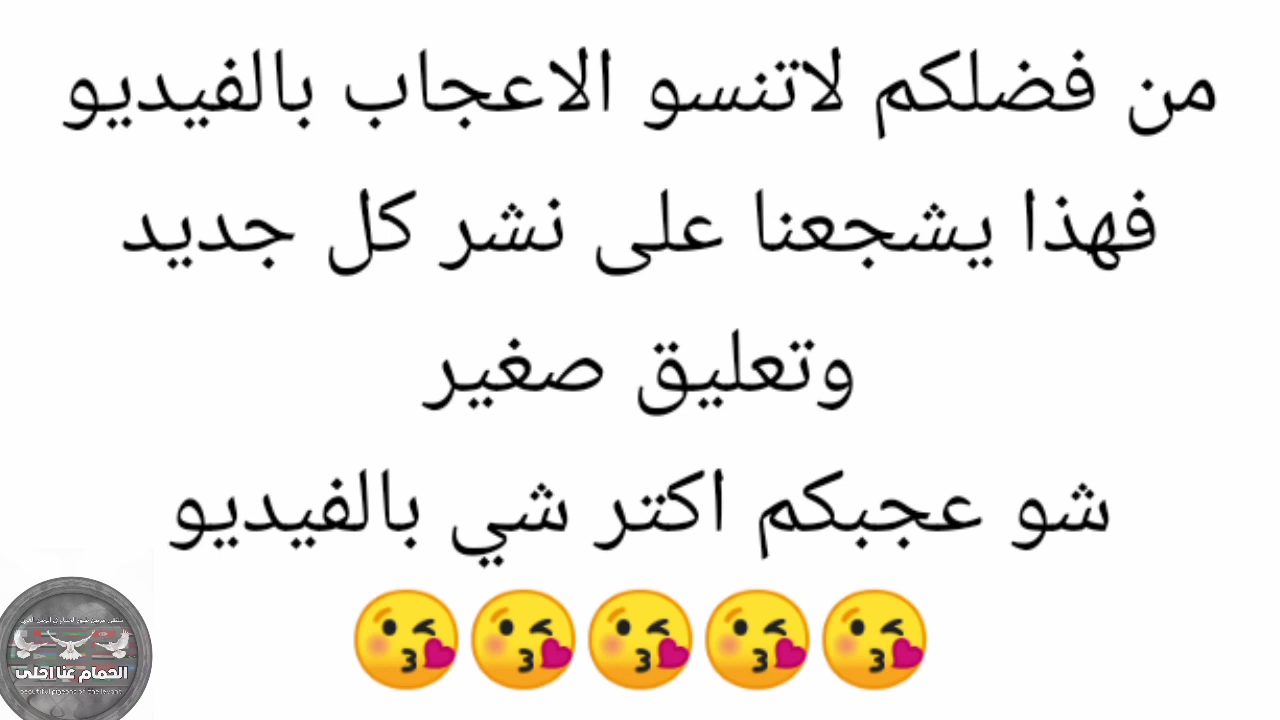 من فضلكم لاتنسو الاعجاب بالفيديو
فهذا يشجعنا على نشر كل جديد
وتعليق صغير
شو عجبكم اكتر شي بالفيديو
😘😘😘😘😘
الحمام عنا احلى